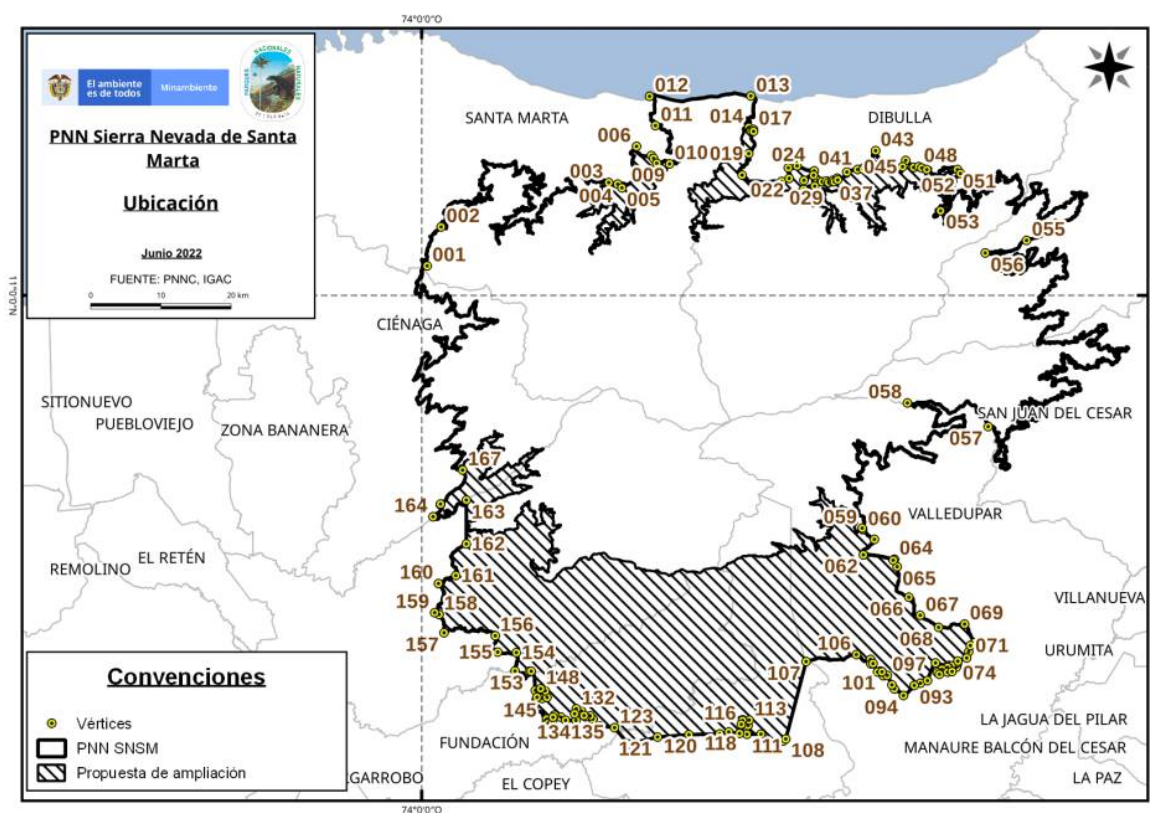 74°0'0"O
PARQUES NACIONALES NATURALES
DE COLOMBIA
El ambiente
es de todos
Minambiente
PNN Sierra Nevada de Santa
Marta
Ubicación
Junio 2022
FUENTE: PNNC, IGAC
0 10 20 km
012
013
SANTA MARTA
011
014
017
DIBULLA
006
043
010
019
024
041
048
003
009
045
004
005
022
029
037
052
051
002
053
055
001
056
11°0'0"N
CIÉNAGA
058
SITIONUEVO
PUEBLOVIEJO
ZONA BANANERA
SAN JUAN DEL CESAR
057
167
164
163
059
060
VALLEDUPAR
162
062
064
EL RETÉN
REMOLINO
160
161
065
159
158
066
067
VILLANUEVA
069
157
156
068
071
155
154
106
097
URUMITA
107
101
074
153
148
093
094
145
132
116
113
LA JAGUA DEL PILAR
123
134
135
FUNDACIÓN
121
120
118
111
108
MANAURE BALCÓN DEL CESAR
LGARROBO
EL COPEY
LA PAZ
Convenciones
Vértices
PNN SNSM
Propuesta de ampliación
74°0'0"O